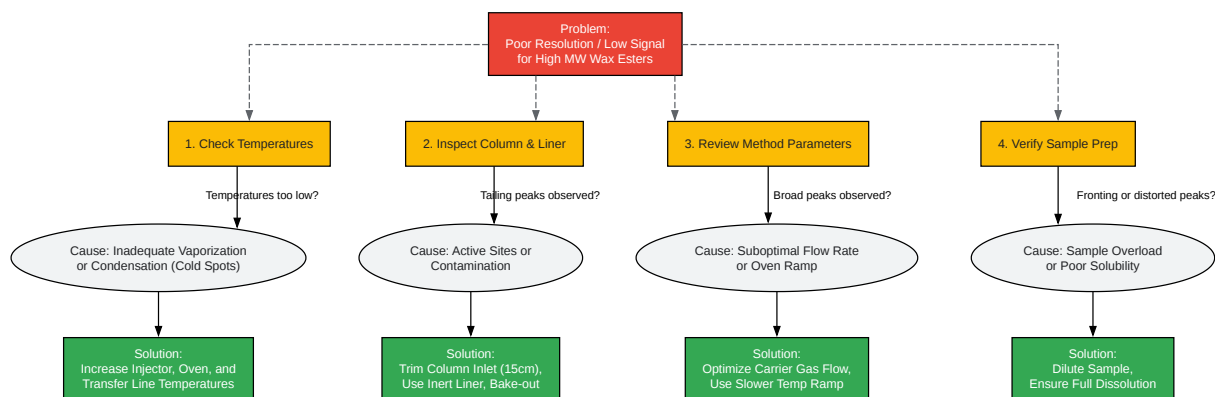 Problem:
Poor Resolution / Low Signal
for High MW Wax Esters
1. Check Temperatures
2. Inspect Column & Liner
3. Review Method Parameters
4. Verify Sample Prep
Temperatures too low?
Tailing peaks observed?
Broad peaks observed?
Fronting or distorted peaks?
Cause: Inadequate Vaporization
or Condensation (Cold Spots)
Cause: Active Sites or
Contamination
Cause: Suboptimal Flow Rate
or Oven Ramp
Cause: Sample Overload
or Poor Solubility
Solution:
Increase Injector, Oven, and
Transfer Line Temperatures
Solution:
Trim Column Inlet (15cm),
Use Inert Liner, Bake-out
Solution:
Optimize Carrier Gas Flow,
Use Slower Temp Ramp
Solution:
Dilute Sample,
Ensure Full Dissolution